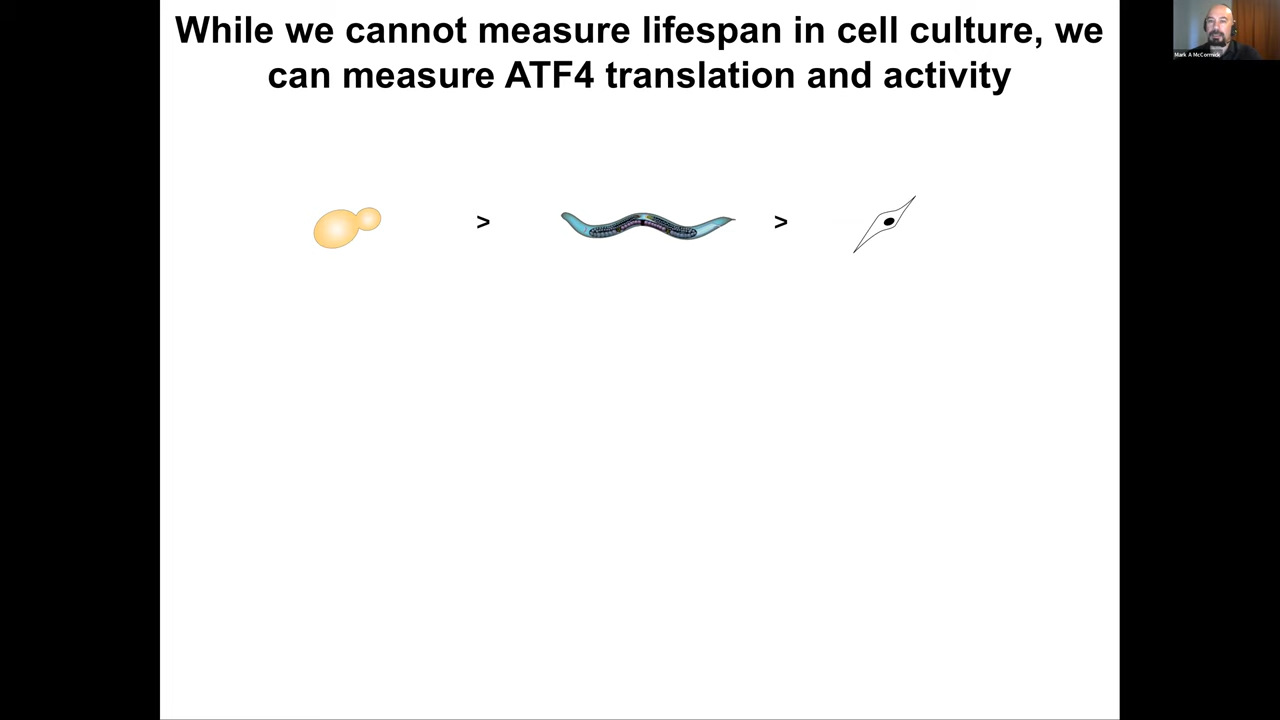 While we cannot measure lifespan in cell culture, we
can measure ATF4 translation and activity
> >
Mark A McCormick